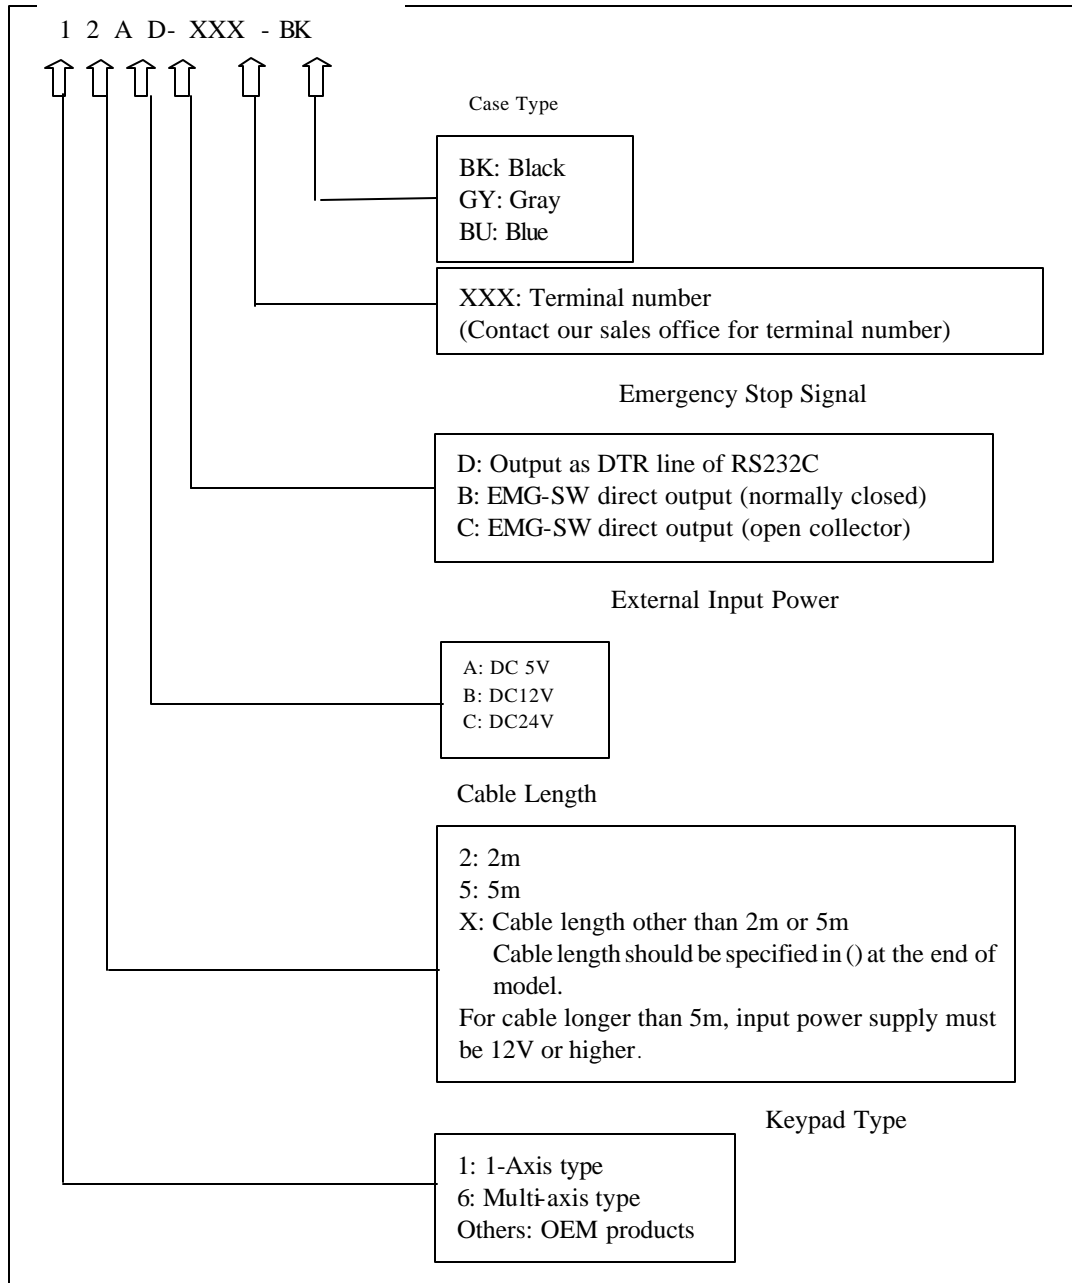 1 2 A D- XXX - BK
Case Type
BK: Black
GY: Gray
BU: Blue
XXX: Terminal number
(Contact our sales office for terminal number)
Emergency Stop Signal
D: Output as DTR line of RS232C
B: EMG-SW direct output (normally closed)
C: EMG-SW direct output (open collector)
External Input Power
A: DC 5V
B: DC12V
C: DC24V
Cable Length
2: 2m
5: 5m
X: Cable length other than 2m or 5m
Cable length should be specified in () at the end of
model.
For cable longer than 5m, input power supply must
be 12V or higher.
Keypad Type
1: 1-Axis type
6: Multi-axis type
Others: OEM products